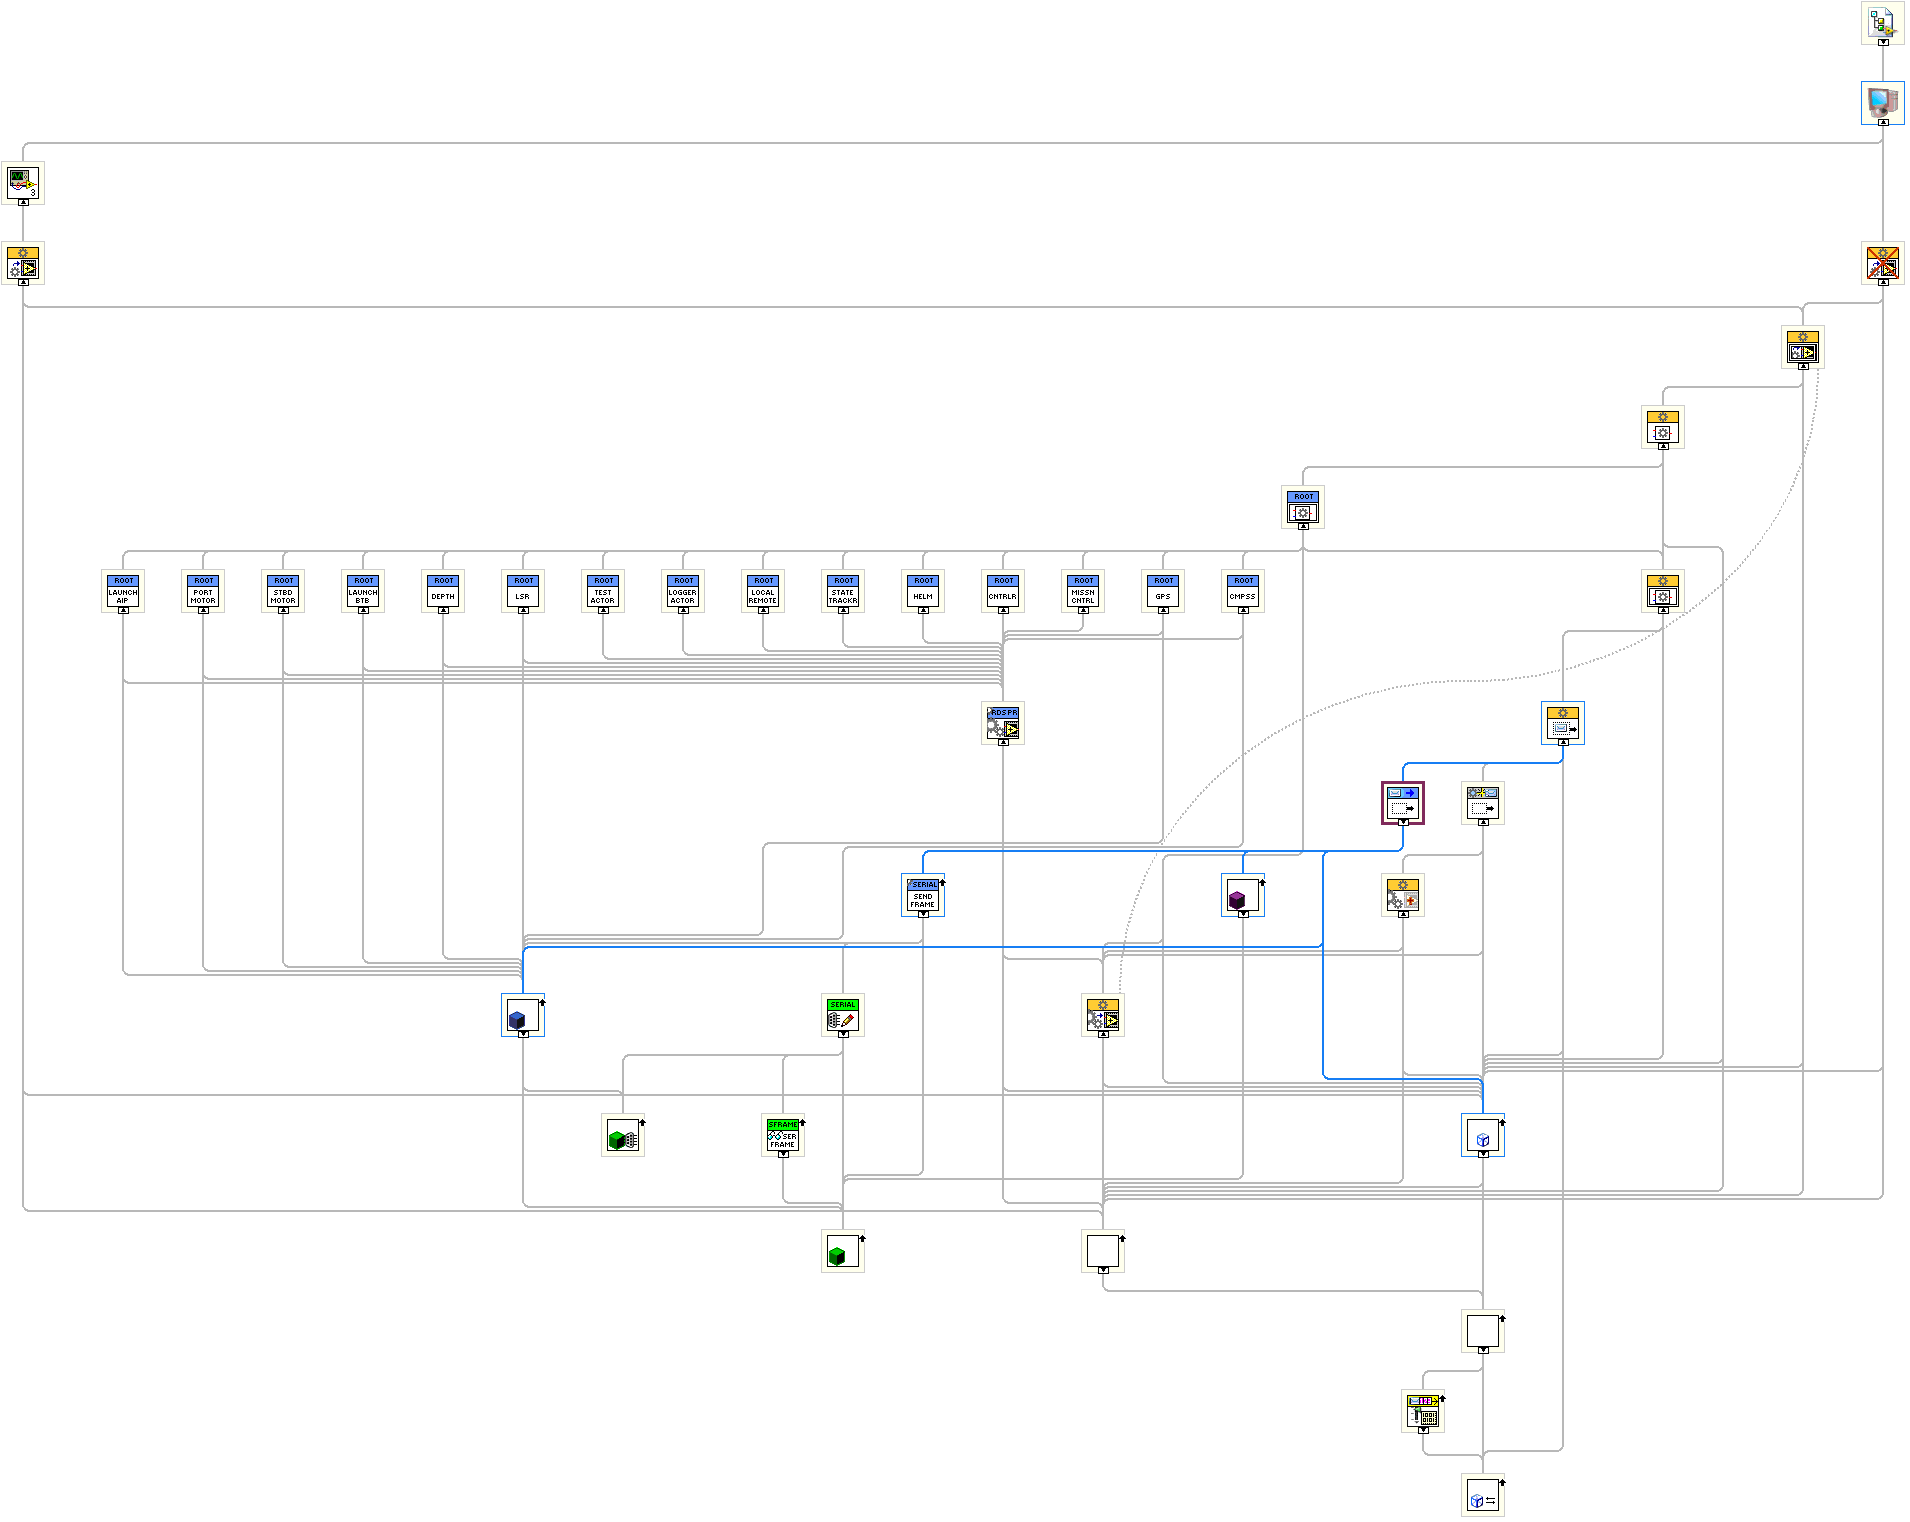 3
ROOT
ROOT
LAUNCH
AIP
ROOT
PORT
MOTOR
ROOT
STBD
MOTOR
ROOT
LAUNCH
BTB
ROOT
DEPTH
ROOT
LSR
ROOT
TEST
ACTOR
ROOT
LOGGER
ACTOR
ROOT
LOCAL
REMOTE
ROOT
STATE
TRACKR
ROOT
HELM
ROOT
CNTRLR
ROOT
MISSN
CNTRL
ROOT
GPS
ROOT
CMPSS
RDSPR
SERIAL
SEND
FRAME
SERIAL
SFRAME
SER
FRAME